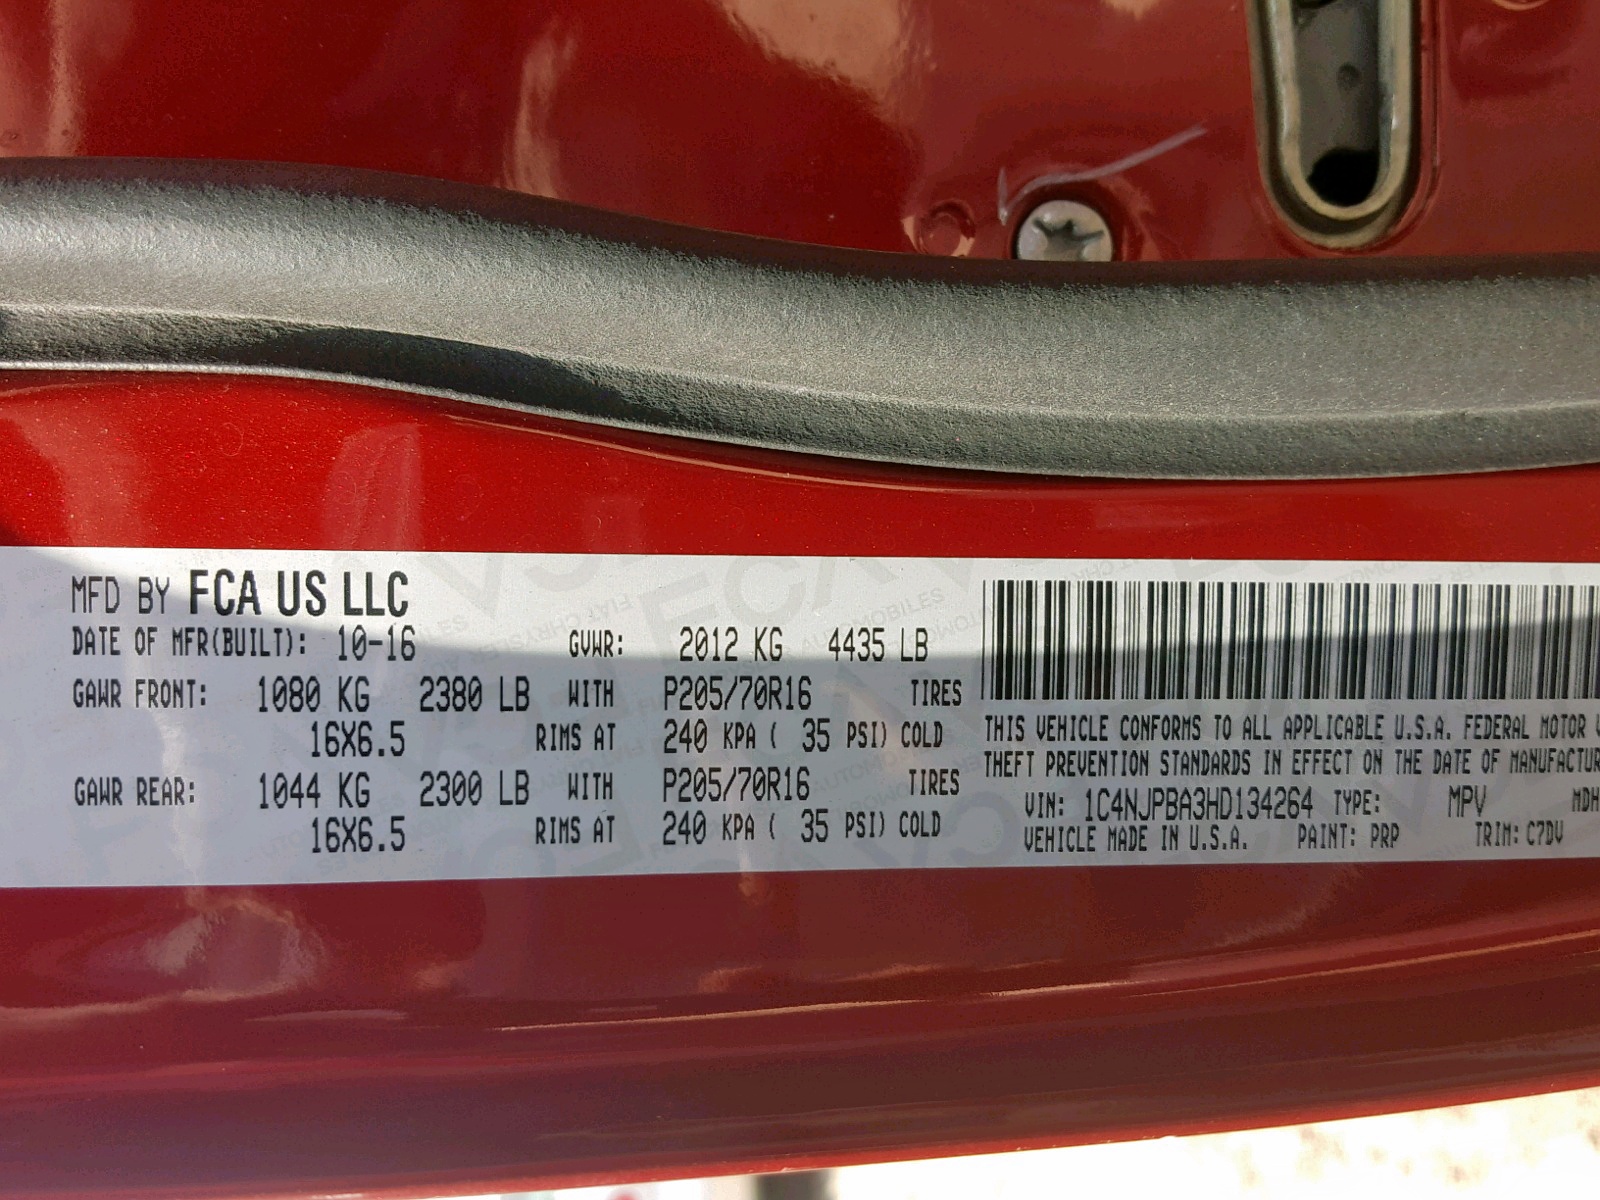 MFD BY FCA US LLC
DATE OF MFR(BUILT): 10-16 GVWR: 2012 KG 4435 LB
GAWR FRONT: 1080 KG 2380 LB WITH P205/70R16 TIRES
16X6.5 RIMS AT 240 KPA ( 35 PSI) COLD
GAWR REAR: 1044 KG 2300 LB WITH P205/70R16 TIRES
16X6.5 RIMS AT 240 KPA ( 35 PSI) COLD
THIS VEHICLE CONFORMS TO ALL APPLICABLE U.S.A. FEDERAL MOTOR
THEFT PREVENTION STANDARDS IN EFFECT ON THE DATE OF MANUFACTUR
VIN: 1C4NJPBA3HD134264 TYPE: MPV MDH
VEHICLE MADE IN U.S.A. PAINT: PRP TRIM: C7DV